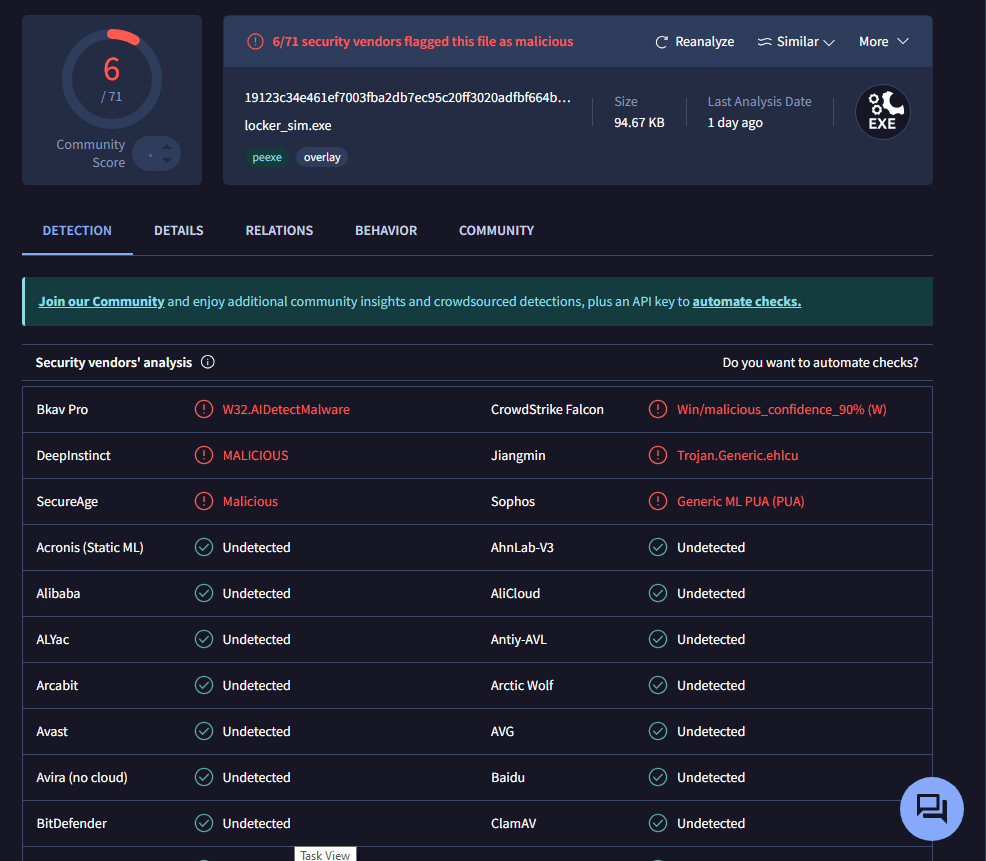 6
/ 71
Community
Score
6/71 security vendors flagged this file as malicious
Reanalyze
Similar
More
19123c34e461ef7003fba2db7ec95c20ff3020adfbf664b...
locker_sim.exe
peexe
overlay
Size
94.67 KB
Last Analysis Date
1 day ago
EXE
DETECTION DETAILS RELATIONS BEHAVIOR COMMUNITY
Join our Community and enjoy additional community insights and crowdsourced detections, plus an API key to automate checks.
Security vendors' analysis
Do you want to automate checks?
Bkav Pro W32.AIDetectMalware CrowdStrike Falcon Win/malicious_confidence_90% (W)
DeepInstinct MALICIOUS Jiangmin Trojan.Generic.ehlcu
SecureAge Malicious Sophos Generic ML PUA (PUA)
Acronis (Static ML) Undetected AhnLab-V3 Undetected
Alibaba Undetected AliCloud Undetected
ALYac Undetected Antiy-AVL Undetected
Arcabit Undetected Arctic Wolf Undetected
Avast Undetected AVG Undetected
Avira (no cloud) Undetected Baidu Undetected
BitDefender Undetected ClamAV Undetected
Task View